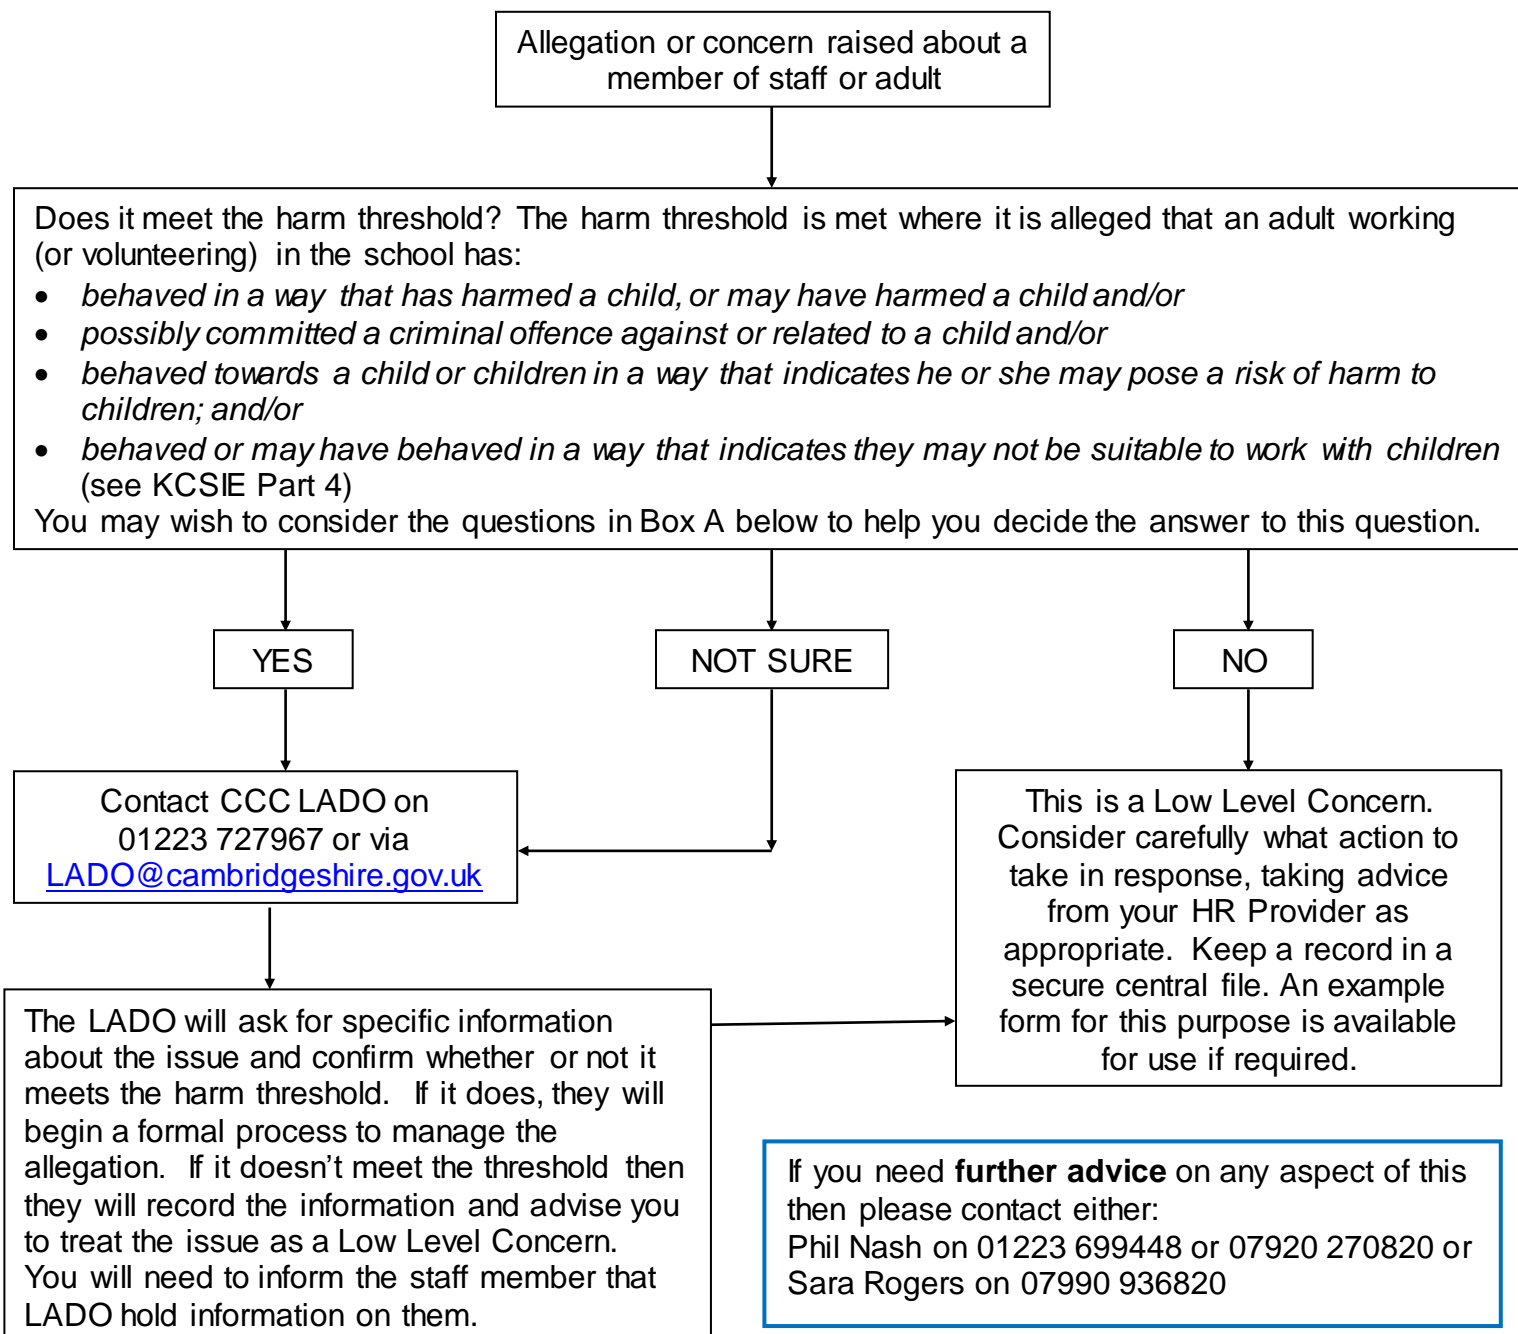 Allegation or concern raised about a
member of staff or adult
Does it meet the harm threshold? The harm threshold is met where it is alleged that an adult working
(or volunteering) in the school has:
• behaved in a way that has harmed a child, or may have harmed a child and/or
• possibly committed a criminal offence against or related to a child and/or
• behaved towards a child or children in a way that indicates he or she may pose a risk of harm to
children; and/or
• behaved or may have behaved in a way that indicates they may not be suitable to work with children
(see KCSIE Part 4)
You may wish to consider the questions in Box A below to help you decide the answer to this question.
YES
NOT SURE
NO
Contact CCC LADO on
01223 727967 or via
LADO@cambridgeshire.gov.uk
This is a Low Level Concern.
Consider carefully what action to
take in response, taking advice
from your HR Provider as
appropriate. Keep a record in a
secure central file. An example
form for this purpose is available
for use if required.
The LADO will ask for specific information
about the issue and confirm whether or not it
meets the harm threshold. If it does, they will
begin a formal process to manage the
allegation. If it doesn't meet the threshold then
they will record the information and advise you
to treat the issue as a Low Level Concern.
You will need to inform the staff member that
LADO hold information on them.
If you need further advice on any aspect of this
then please contact either:
Phil Nash on 01223 699448 or 07920 270820 or
Sara Rogers on 07990 936820